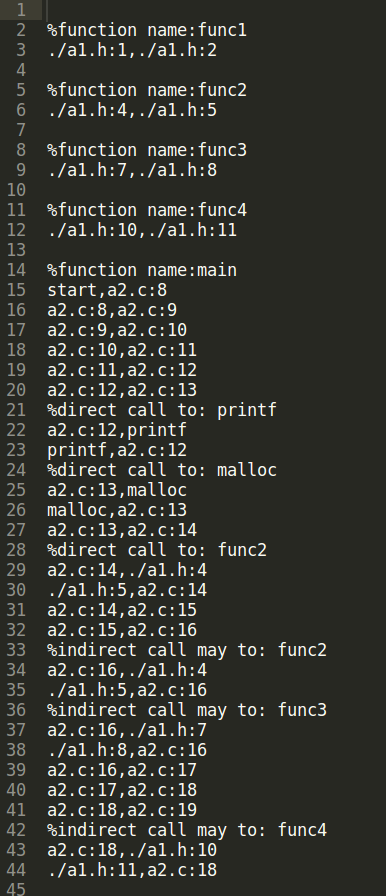 1
2 %function name:func1
3 ./a1.h:1,./a1.h:2
4
5 %function name:func2
6 ./a1.h:4,./a1.h:5
7
8 %function name:func3
9 ./a1.h:7,./a1.h:8
10
11 %function name:func4
12 ./a1.h:10,./a1.h:11
13
14 %function name:main
15 start,a2.c:8
16 a2.c:8,a2.c:9
17 a2.c:9,a2.c:10
18 a2.c:10,a2.c:11
19 a2.c:11,a2.c:12
20 a2.c:12,a2.c:13
21 %direct call to: printf
22 a2.c:12,printf
23 printf,a2.c:12
24 %direct call to: malloc
25 a2.c:13,malloc
26 malloc,a2.c:13
27 a2.c:13,a2.c:14
28 %direct call to: func2
29 a2.c:14,./a1.h:4
30 ./a1.h:5,a2.c:14
31 a2.c:14,a2.c:15
32 a2.c:15,a2.c:16
33 %indirect call may to: func2
34 a2.c:16,./a1.h:4
35 ./a1.h:5,a2.c:16
36 %indirect call may to: func3
37 a2.c:16,./a1.h:7
38 ./a1.h:8,a2.c:16
39 a2.c:16,a2.c:17
40 a2.c:17,a2.c:18
41 a2.c:18,a2.c:19
42 %indirect call may to: func4
43 a2.c:18,./a1.h:10
44 ./a1.h:11,a2.c:18
45